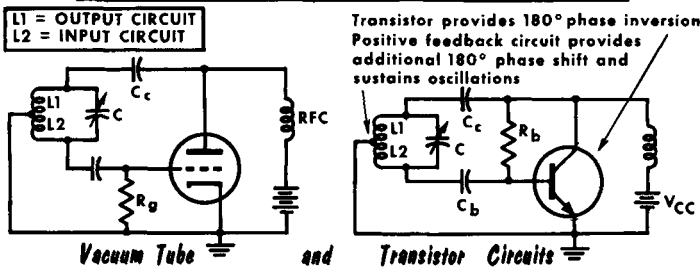 L1 = OUTPUT CIRCUIT
L2 = INPUT CIRCUIT
Transistor provides 180° phase inversion
Positive feedback circuit provides
additional 180° phase shift and
sustains oscillations
Cc
L1
L2
C
RFC
Rg
Cc
L1
L2
C
Rb
Cb
VCC
Vacuum Tube and Transistor Circuits